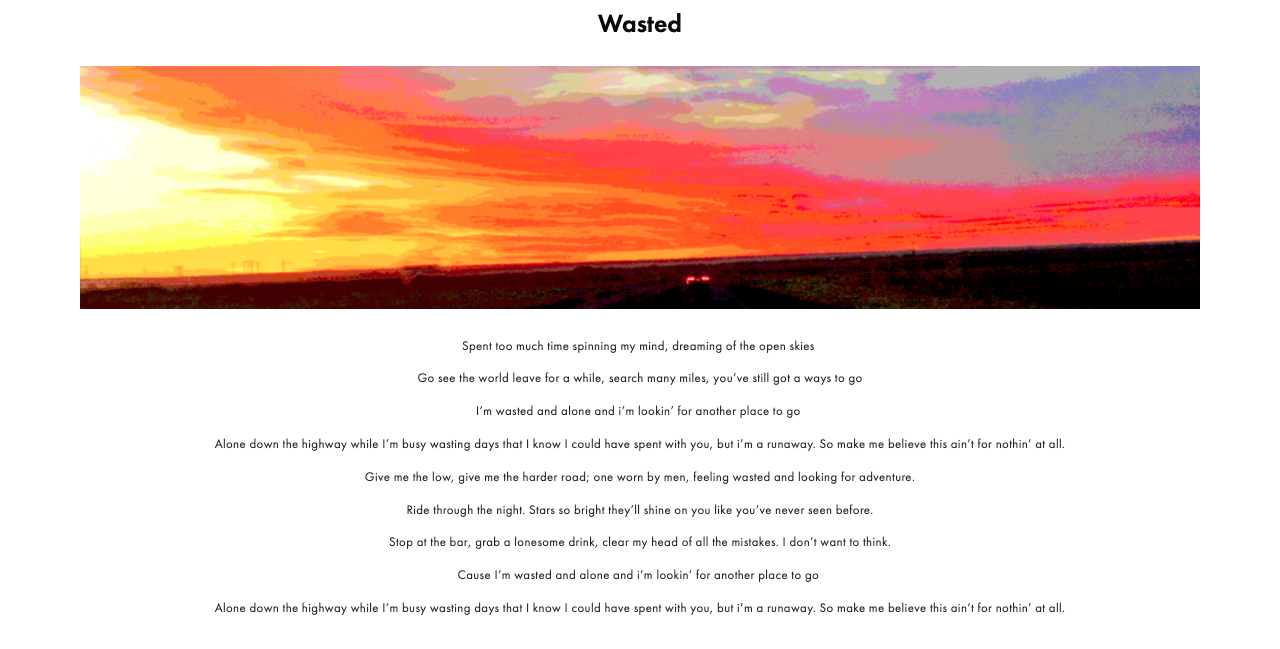 Wasted
Spent too much time spinning my mind, dreaming of the open skies
Go see the world leave for a while, search many miles, you’ve still got a ways to go
I’m wasted and alone and i’m lookin’ for another place to go
Alone down the highway while I’m busy wasting days that I know I could have spent with you, but i’m a runaway. So make me believe this ain’t for nothin’ at all.
Give me the low, give me the harder road; one worn by men, feeling wasted and looking for adventure.
Ride through the night. Stars so bright they’ll shine on you like you’ve never seen before.
Stop at the bar, grab a lonesome drink, clear my head of all the mistakes. I don’t want to think.
Cause I’m wasted and alone and i’m lookin’ for another place to go
Alone down the highway while I’m busy wasting days that I know I could have spent with you, but i’m a runaway. So make me believe this ain’t for nothin’ at all.